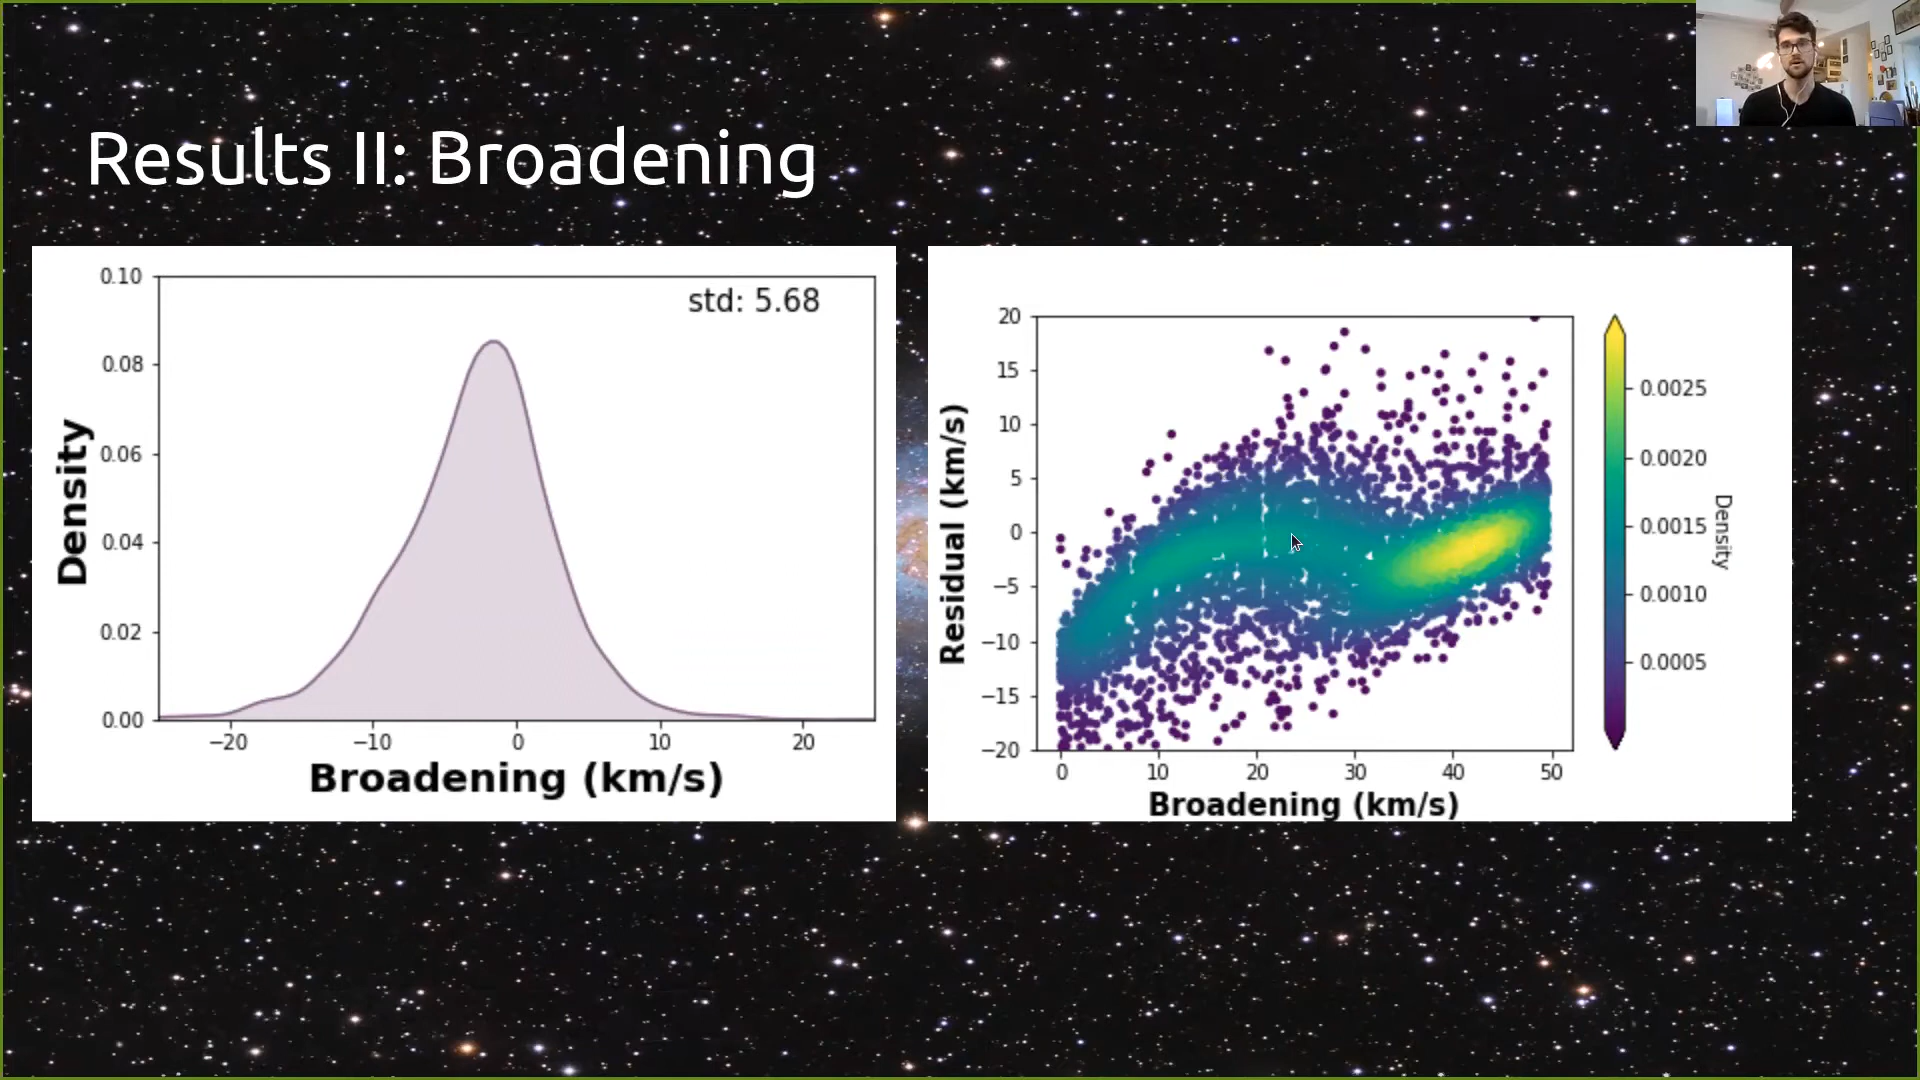 Results II: Broadening
std: 5.68
Density
0.10
0.08
0.06
0.04
0.02
0.00
−20 −10 0 10 20
Broadening (km/s)
Residual (km/s)
20
15
10
5
0
−5
−10
−15
−20
0 10 20 30 40 50
Broadening (km/s)
0.0025
0.0020
0.0015
0.0010
0.0005
Density